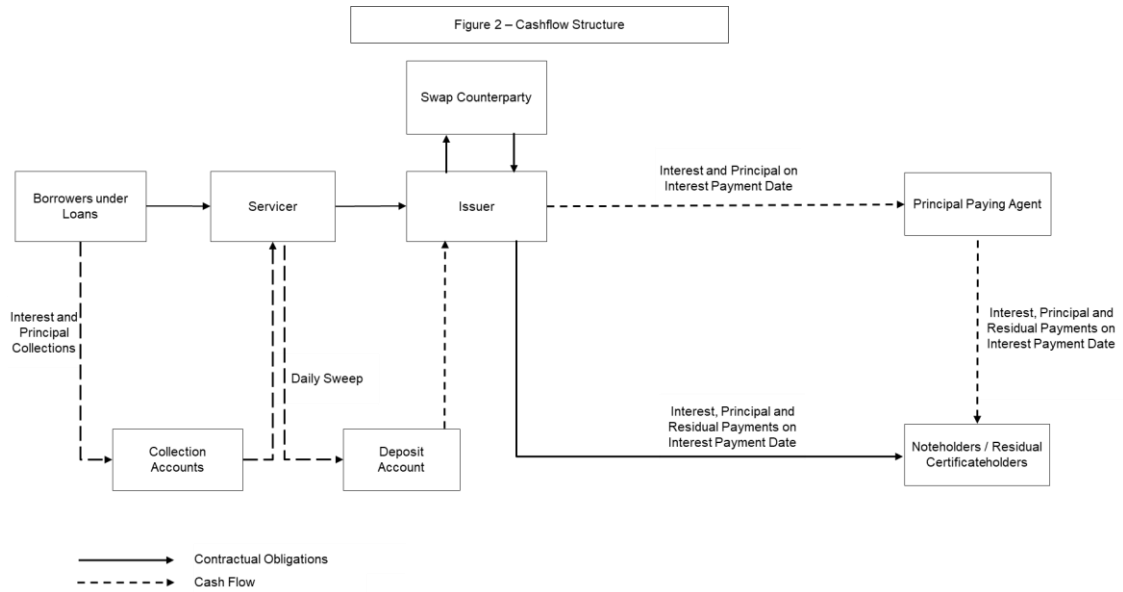 Figure 2 – Cashflow Structure
Swap Counterparty
Borrowers under
Loans
Servicer
Issuer
Interest and Principal on
Interest Payment Date
Principal Paying Agent
Interest and
Principal
Collections
Daily Sweep
Interest, Principal and
Residual Payments on
Interest Payment Date
Collection
Accounts
Deposit
Account
Interest, Principal and
Residual Payments on
Interest Payment Date
Noteholders / Residual
Certificateholders
Contractual Obligations
Cash Flow